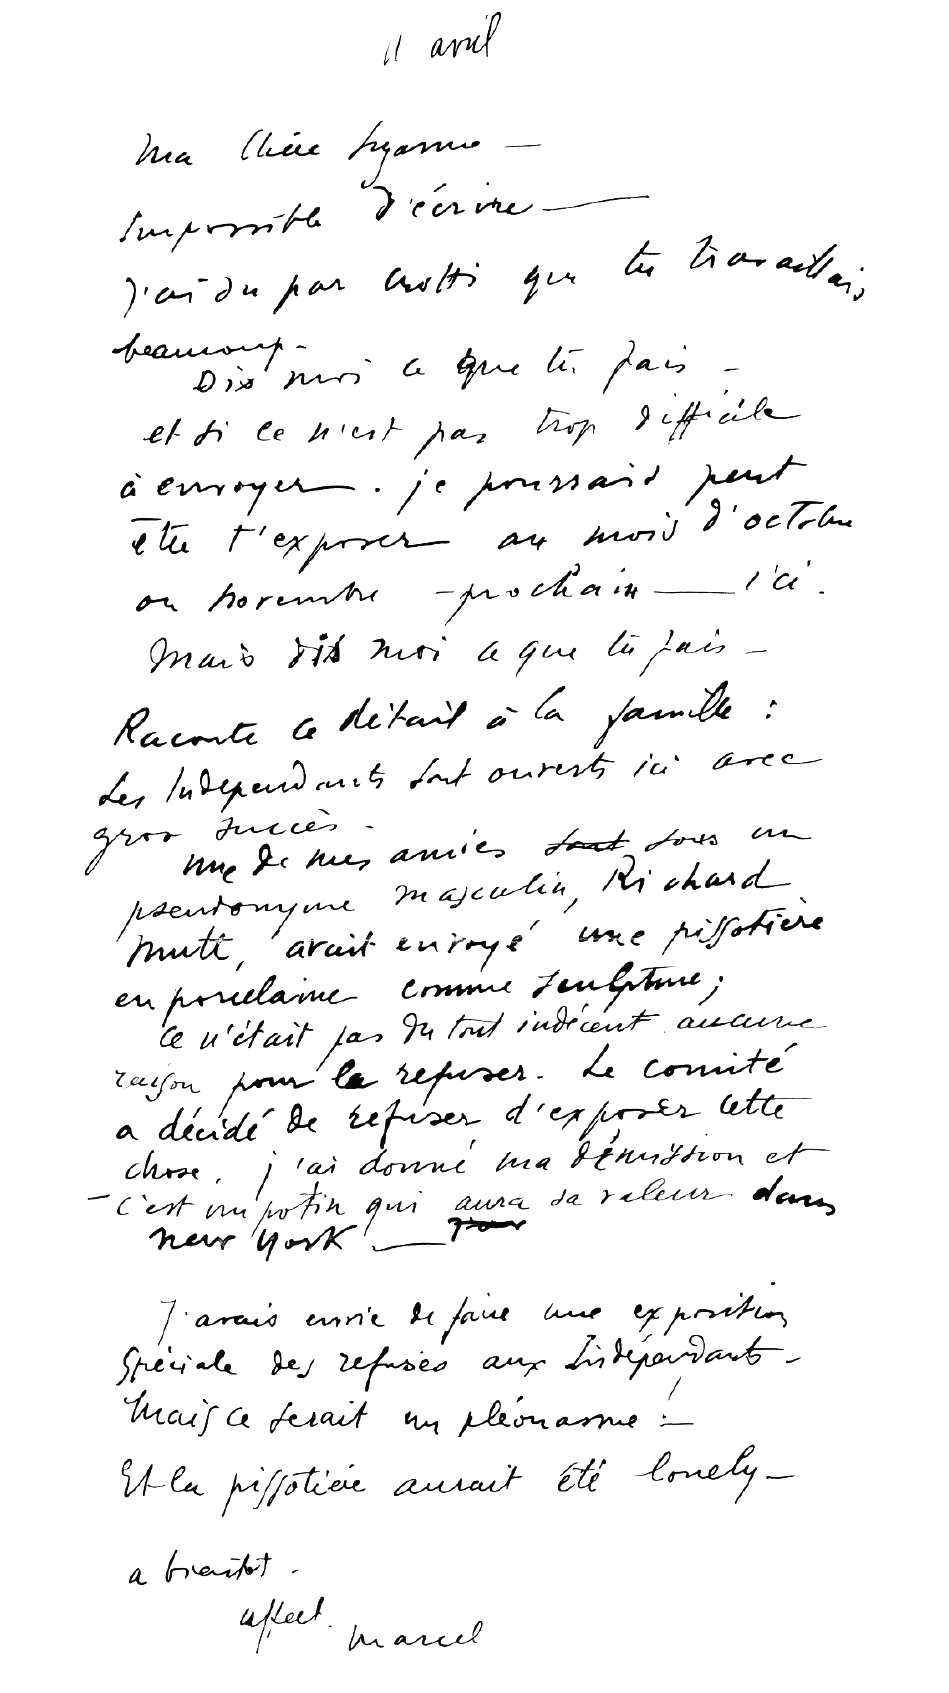 11 avril
Ma Chère Suzanne —
Impossible d'écrire —
J'ai su par Crotti que tu travaillais
beaucoup -
Dis moi ce que tu fais -
et si ce n'est pas trop difficile
à envoyer. je pourrais peut
être t'exposer au mois d'octobre
ou novembre - prochain — ici.
Mais dis moi ce que tu fais -
Raconte ce détail à la famille :
Les Indépendants sont ouverts ici avec
gros succès.
Une de mes amies sont sous un
pseudonyme masculin, Richard
Mutt, avait envoyé une pissotière
en porcelaine comme sculpture;
Ce n'était pas du tout indécent aucune
raison pour la refuser. Le comité
a décidé de refuser d'exposer cette
chose. j'ai donné ma démission et
- c'est un potin qui aura sa valeur dans
pour
New York —
J'avais envie de faire une exposition
spéciale des refusés aux Indépendants -
Mais ce serait un pléonasme ! -
Et la pissotière aurait été lonely -
a bientot.
affect.
Marcel